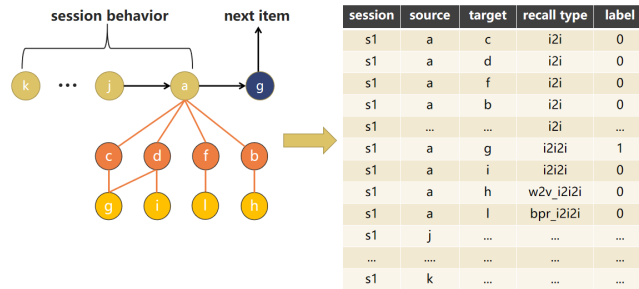 session behavior
next item
k ... j a g
c d f b
g i l h
session source target recall type label
s1 a c i2i 0
s1 a d i2i 0
s1 a f i2i 0
s1 a b i2i 0
s1 ... ... i2i ...
s1 a g i2i2i 1
s1 a i i2i2i 0
s1 a h w2v_i2i2i 0
s1 a l bpr_i2i2i 0
s1 j ... ... ...
... .... ... ... ...
s1 k ... ... ...